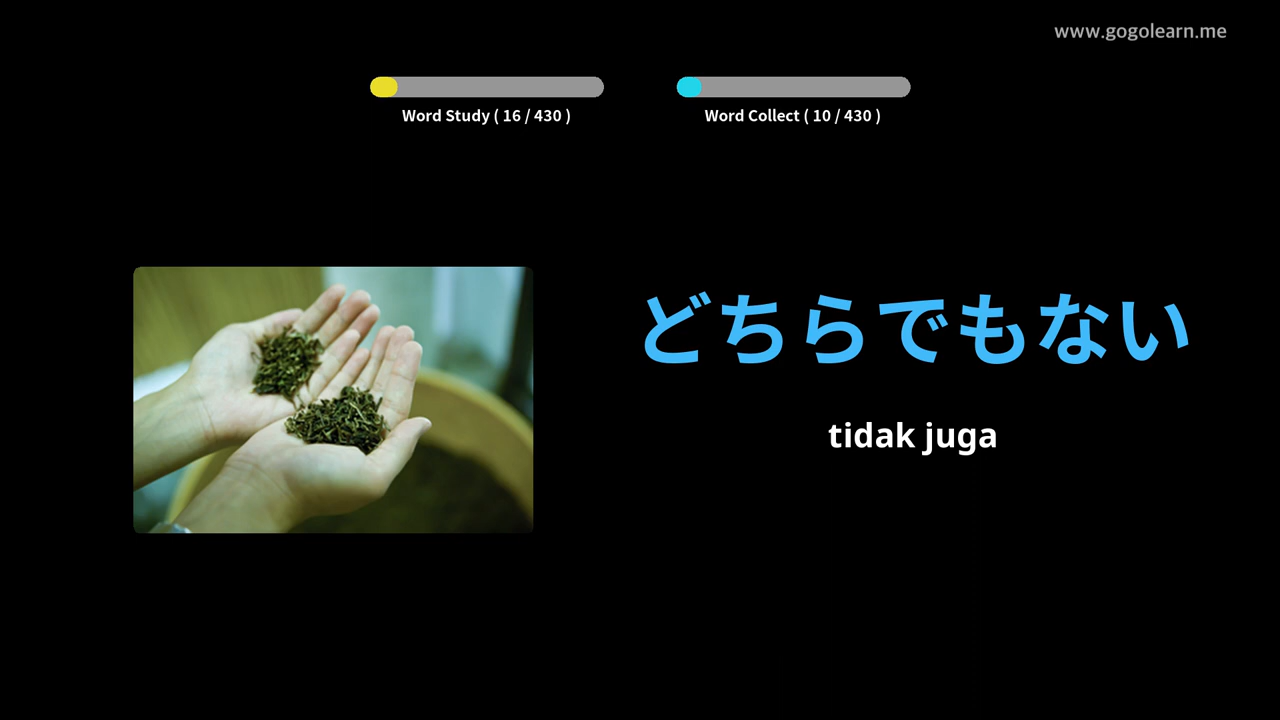 www.gogolearn.me
Word Study ( 16 / 430 )
Word Collect ( 10 / 430 )
どちらでもない
tidak juga